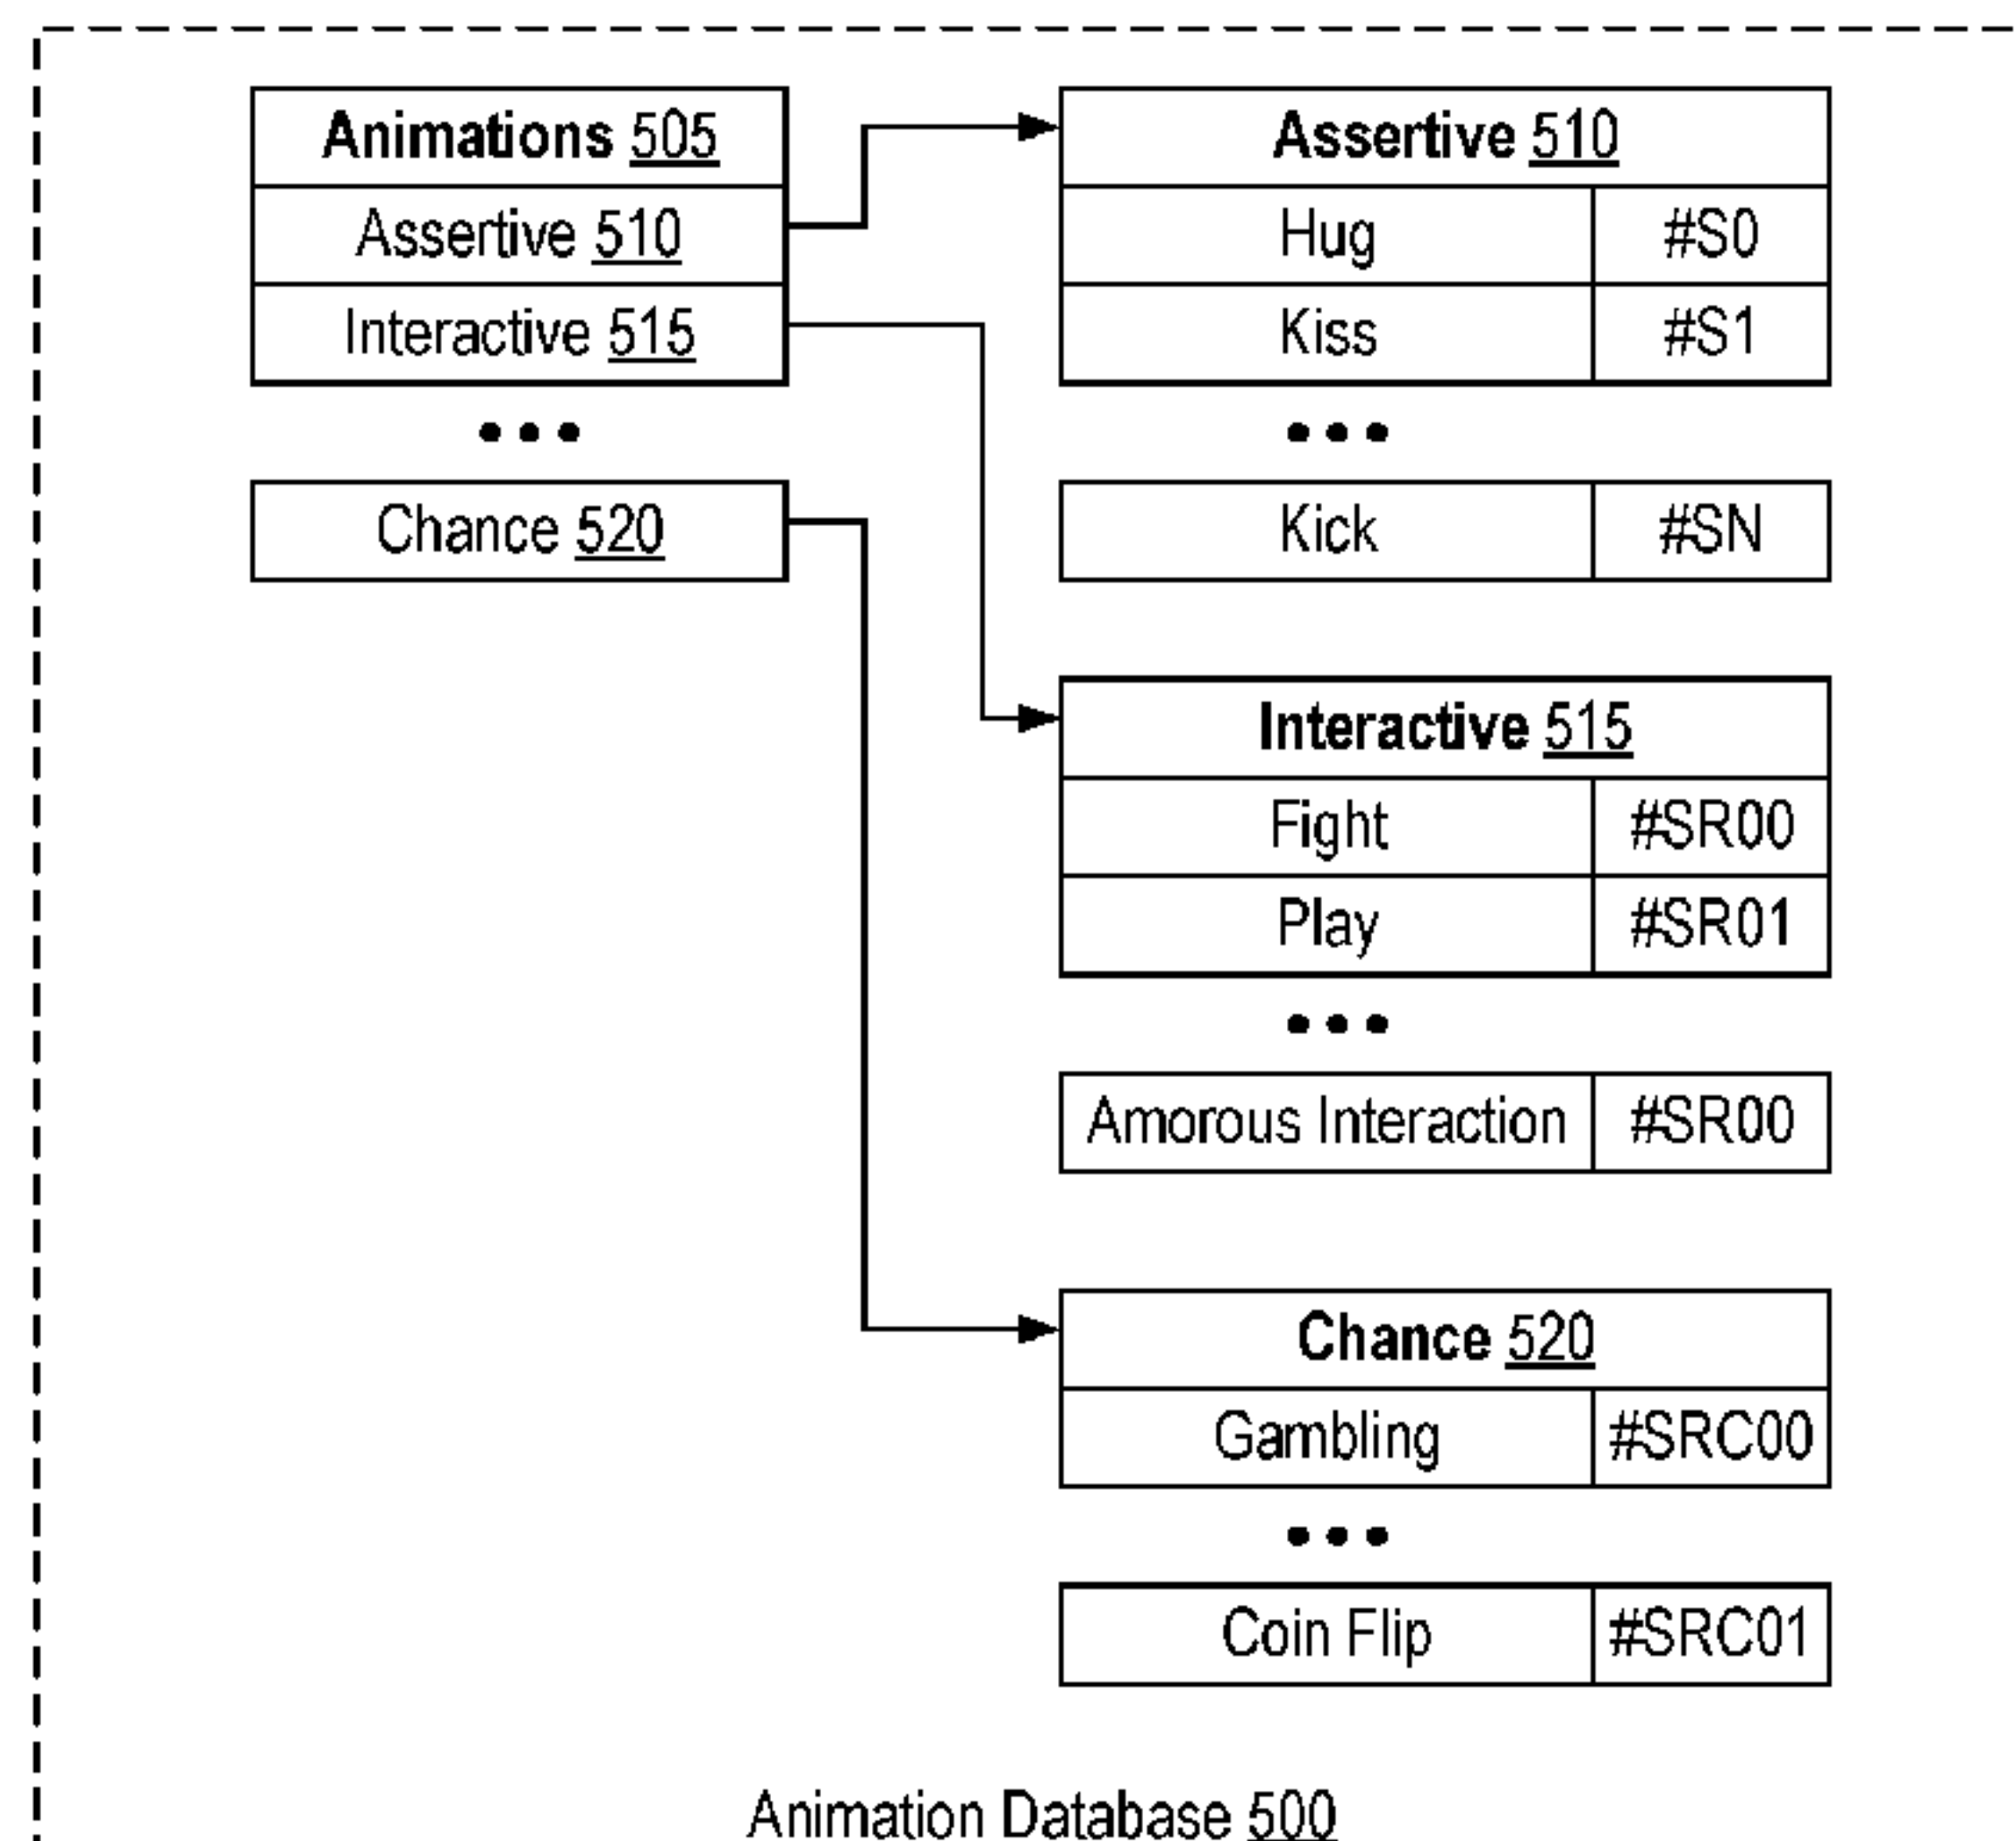 Animations 505
Assertive 510
Interactive 515
•••
Chance 520
Assertive 510
Hug #S0
Kiss #S1
•••
Kick #SN
Interactive 515
Fight #SR00
Play #SR01
•••
Amorous Interaction #SR00
Chance 520
Gambling #SRC00
•••
Coin Flip #SRC01
Animation Database 500